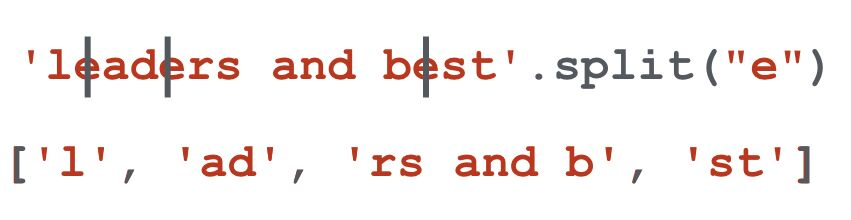 'leaders and best'.split("e")
['l', 'ad', 'rs and b', 'st']